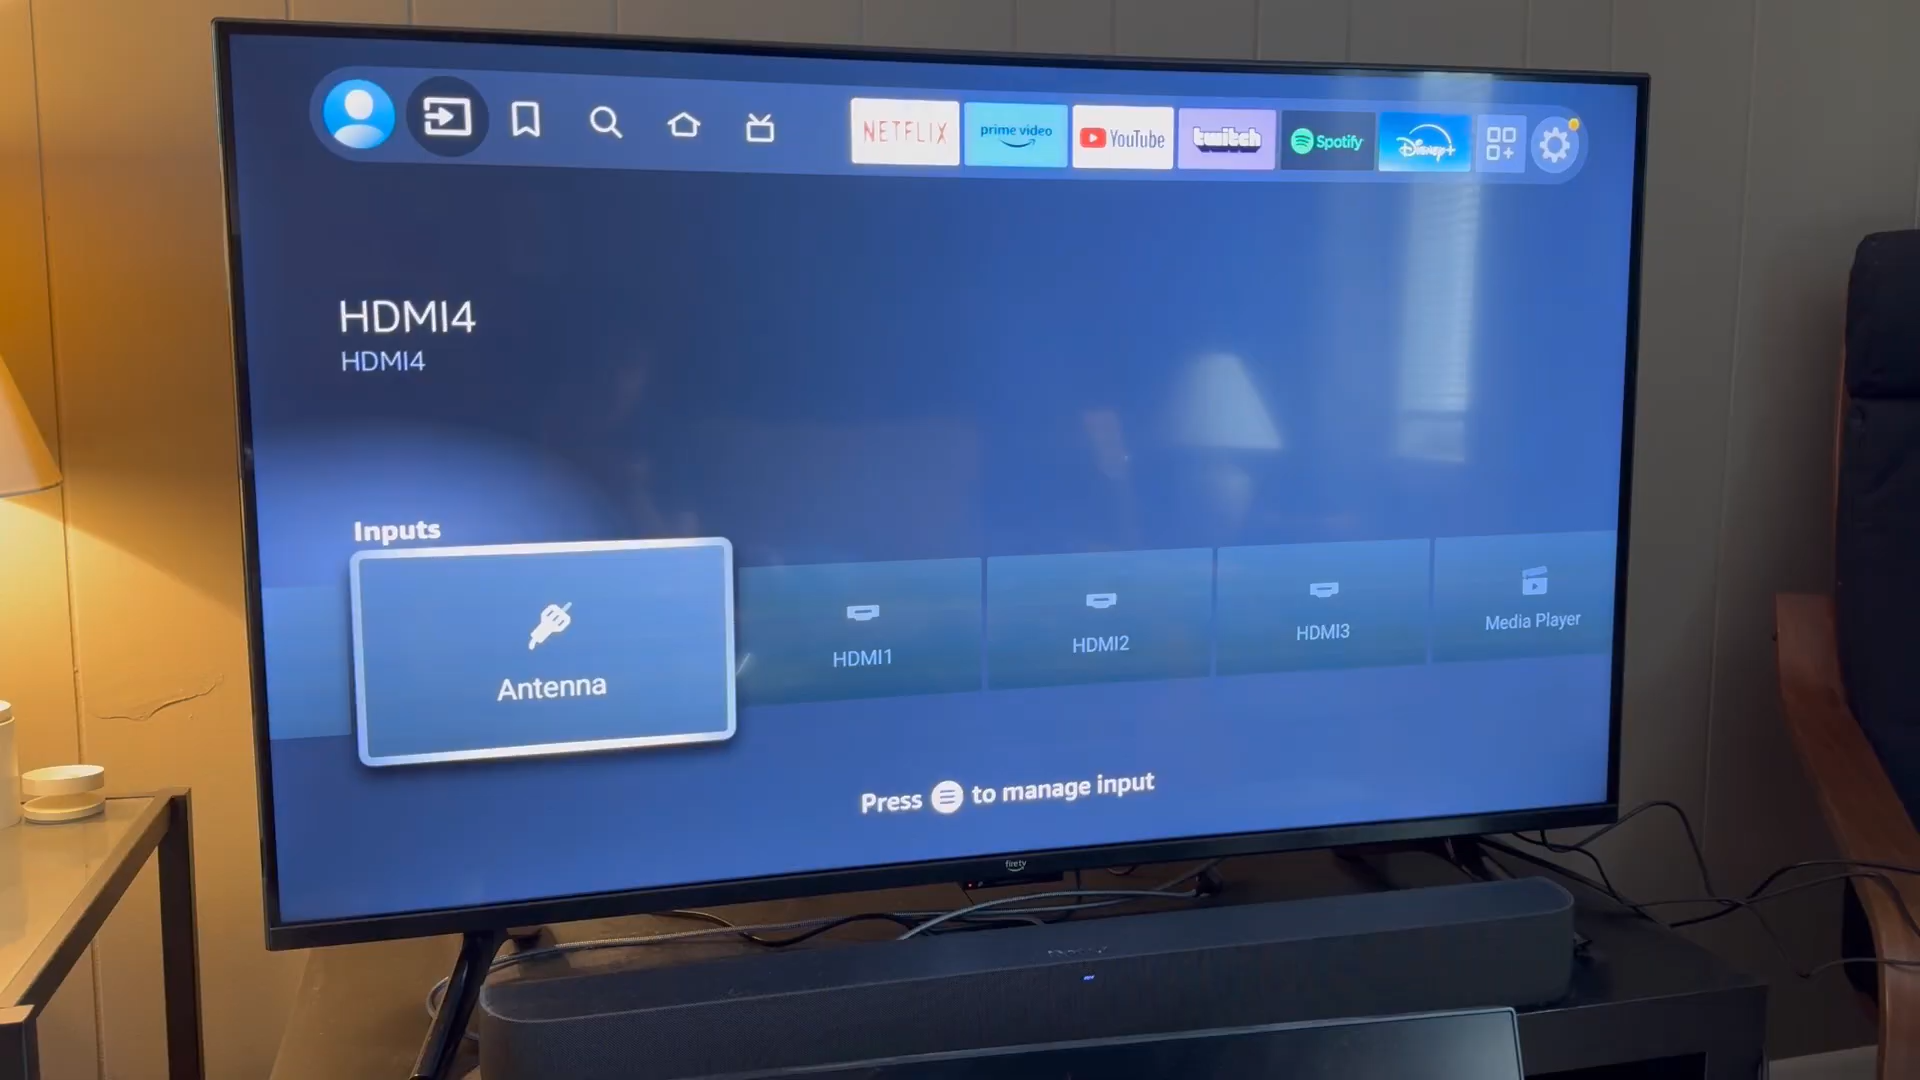 NETFLIX
prime video
YouTube
twitch
Spotify
Disney+
HDMI4
HDMI4
Inputs
Antenna
HDMI1
HDMI2
HDMI3
Media Player
Press to manage input
firetv